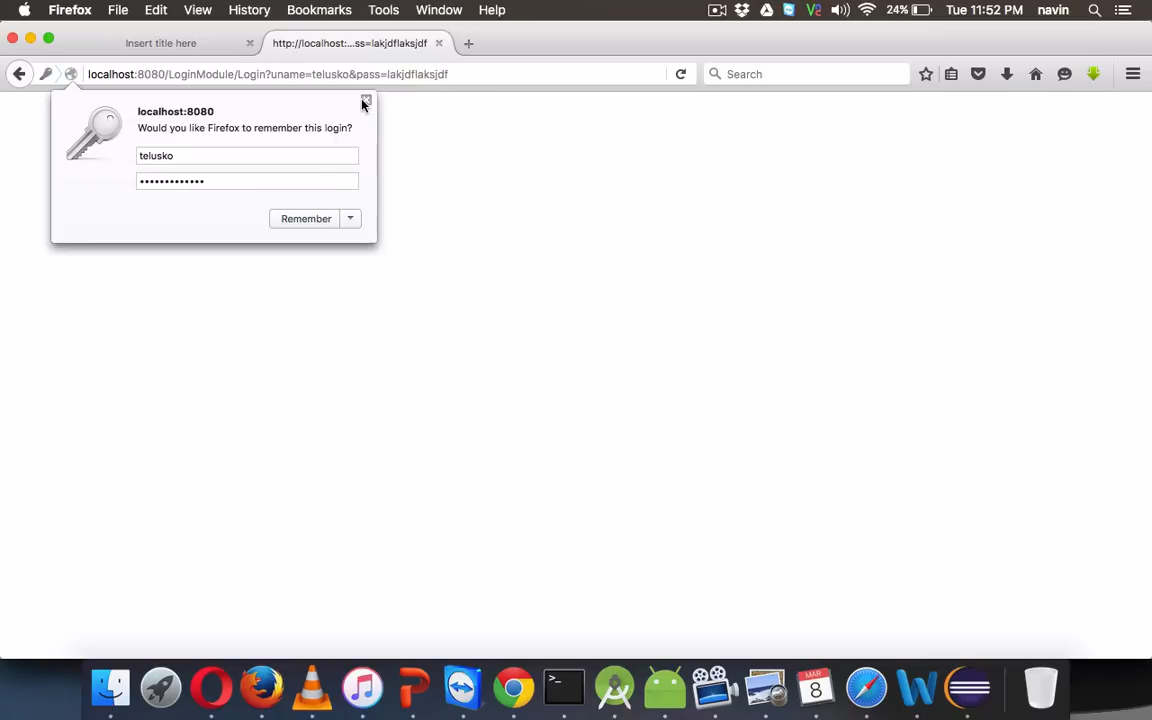 Firefox File Edit View History Bookmarks Tools Window Help 24% Tue 11:52 PM navin
Insert title here
http://localhost:...ss=lakjdflaksjdf
localhost:8080/LoginModule/Login?uname=telusko&pass=lakjdflaksjdf
Search
localhost:8080
Would you like Firefox to remember this login?
telusko
•••••••••••••
Remember
MAR
8